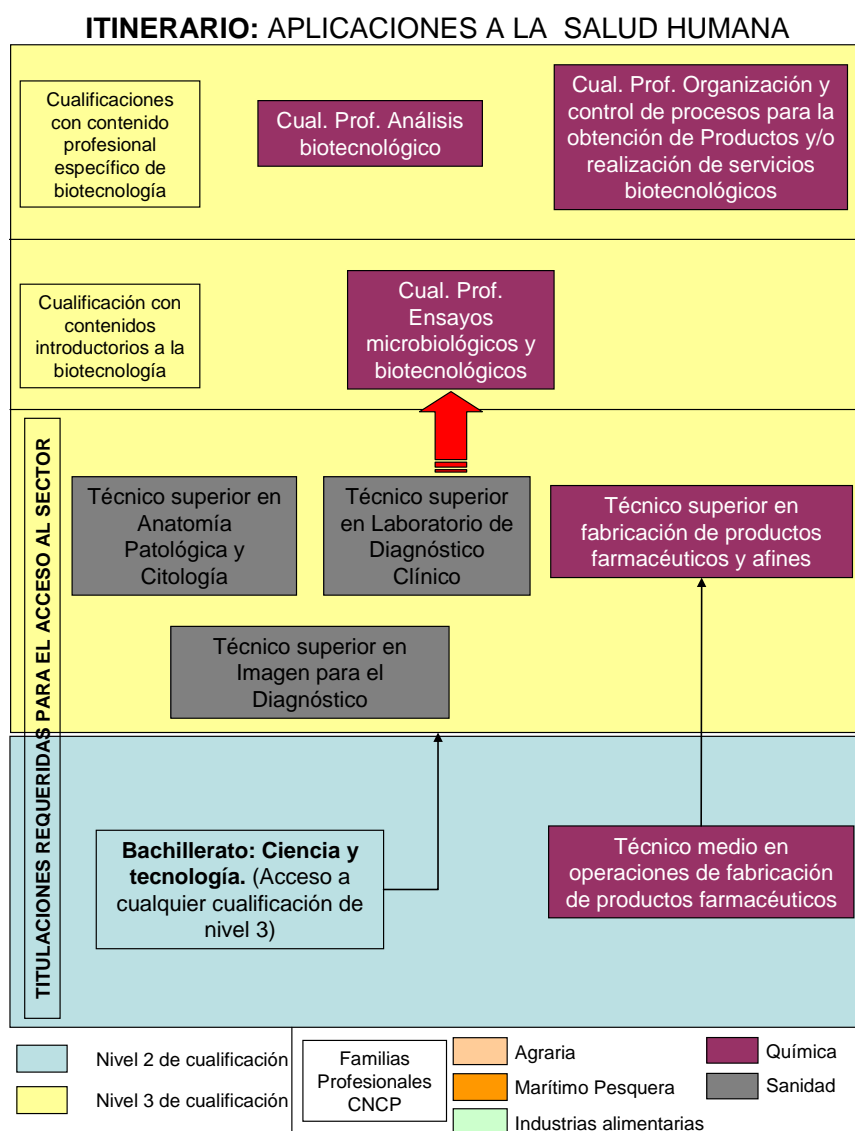 ITINERARIO: APLICACIONES A LA SALUD HUMANA
Cualificaciones
con contenido
profesional
específico de
biotecnología
Cual. Prof. Análisis
biotecnológico
Cual. Prof. Organización y
control de procesos para la
obtención de Productos y/o
realización de servicios
biotecnológicos
Cualificación con
contenidos
introductorios a la
biotecnología
Cual. Prof.
Ensayos
microbiológicos y
biotecnológicos
TITULACIONES REQUERIDAS PARA EL ACCESO AL SECTOR
Técnico superior en
Anatomía
Patológica y
Citología
Técnico superior
en Laboratorio de
Diagnóstico
Clínico
Técnico superior en
fabricación de productos
farmacéuticos y afines
Técnico superior en
Imagen para el
Diagnóstico
Bachillerato: Ciencia y
tecnología. (Acceso a
cualquier cualificación de
nivel 3)
Técnico medio en
operaciones de fabricación
de productos farmacéuticos
Nivel 2 de cualificación
Nivel 3 de cualificación
Familias
Profesionales
CNCP
Agraria
Marítimo Pesquera
Industrias alimentarias
Química
Sanidad